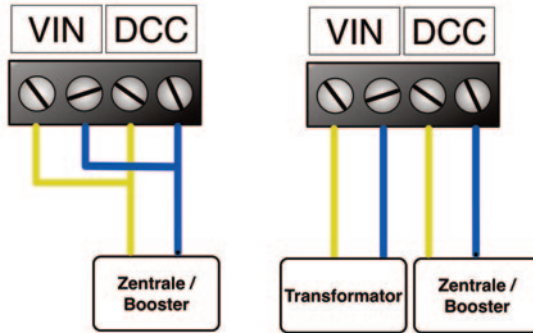 VIN DCC
VIN DCC
Zentrale /
Booster
Transformator
Zentrale /
Booster